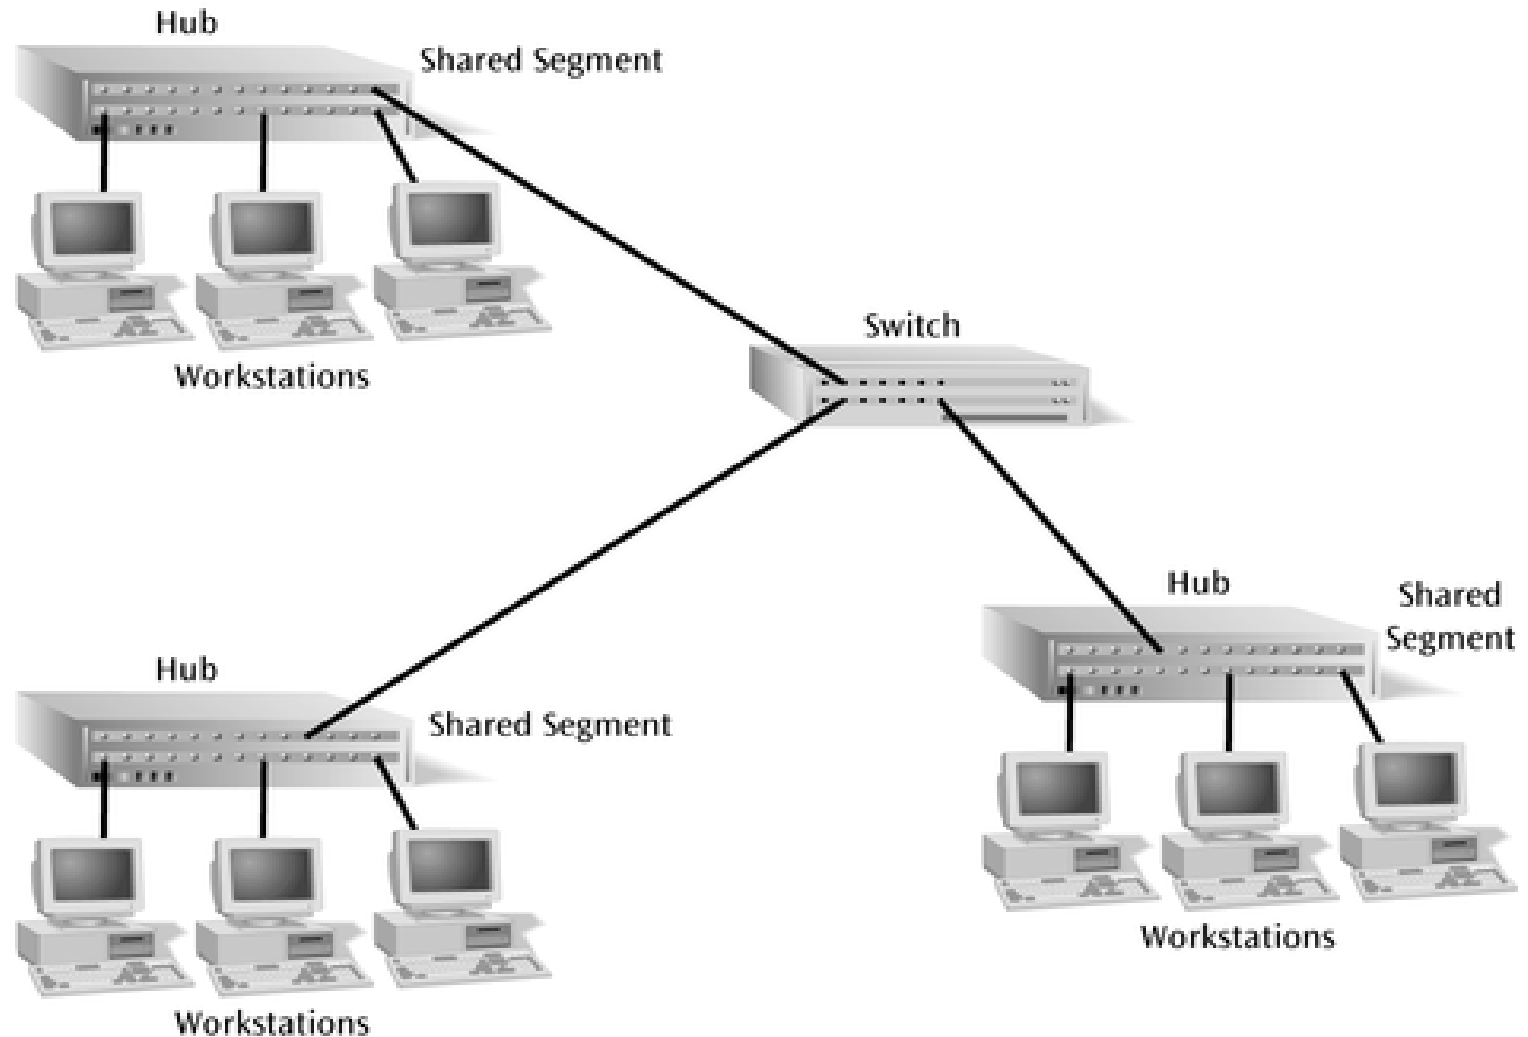 Hub
Shared Segment
Workstations
Switch
Hub
Shared
Segment
Workstations
Hub
Shared Segment
Workstations